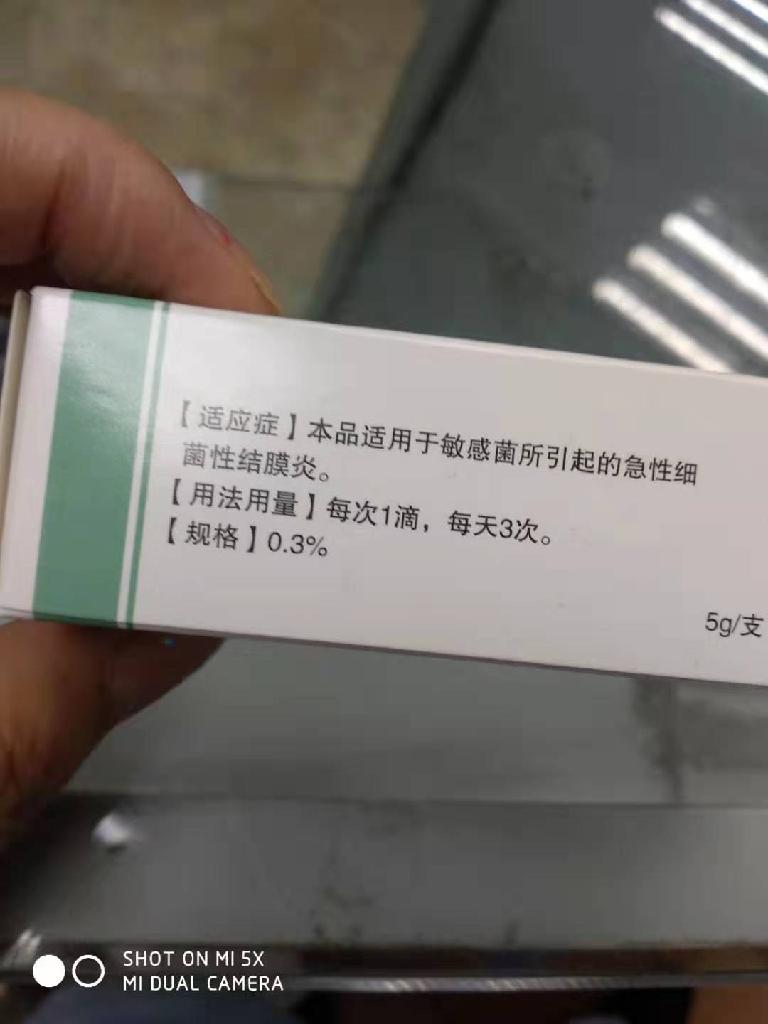 【适应症】本品适用于敏感菌所引起的急性细
菌性结膜炎。
【用法用量】每次1滴，每天3次。
【规格】0.3%
5g/支
SHOT ON MI 5X
MI DUAL CAMERA